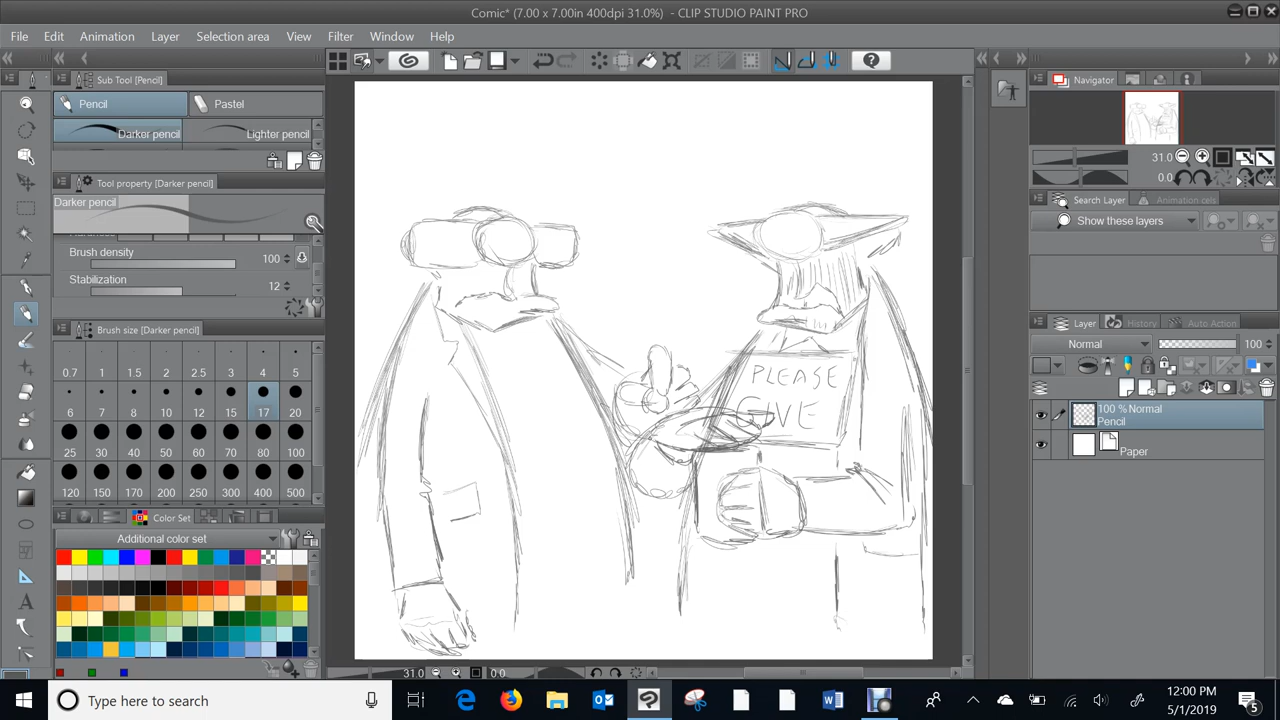 Comic* (7.00 x 7.00in 400dpi 31.0%) - CLIP STUDIO PAINT PRO
File Edit Animation Layer Selection area View Filter Window Help
Sub Tool [Pencil]
Pencil Pastel
Darker pencil Lighter pencil
Tool property [Darker pencil]
Darker pencil
Brush density 100
Stabilization 12
Brush size [Darker pencil]
0.7 1 1.5 2 2.5 3 4 5
6 7 8 10 12 15 17 20
25 30 40 50 60 70 80 100
120 150 170 200 250 300 400 500
Color Set
Additional color set
PLEASE
GIVE
31.0 0.0
Navigator
31.0
0.0
Search Layer Animation cels
Show these layers
Layer History Auto Action
Normal 100
100 % Normal
Pencil
Paper
Type here to search
12:00 PM
5/1/2019
5